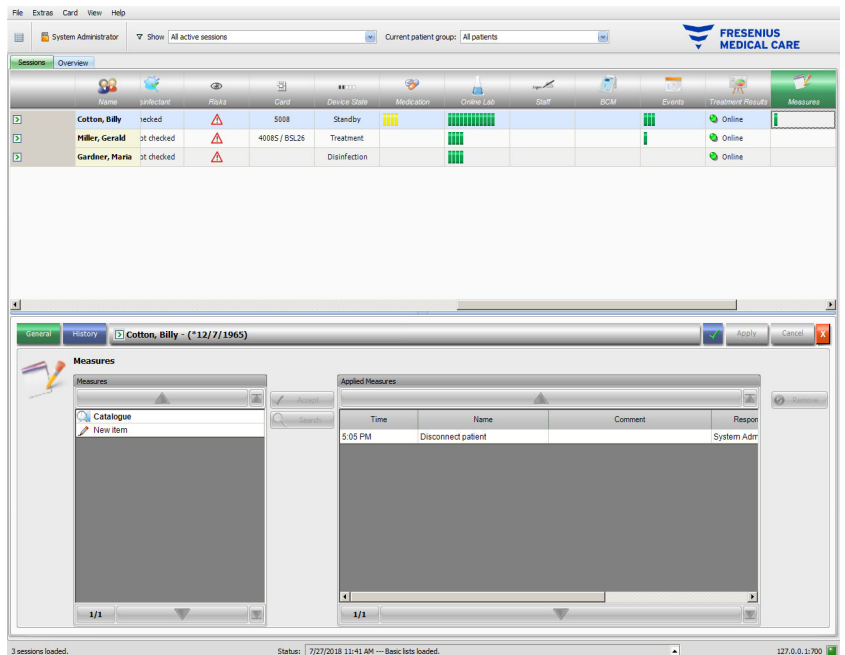 File Extras Card View Help
System Administrator Show All active sessions Current patient group: All patients FRESENIUS
MEDICAL CARE
Sessions Overview
Name sinfectant Risks Card Device State Medication Online Lab Staff BCM Events Treatment Results Measures
Cotton, Billy hecked 5008 Standby Online
Miller, Gerald ot checked 4008S / BSL26 Treatment Online
Gardner, Maria ot checked Disinfection Online
General History Cotton, Billy - (*12/7/1965) Apply Cancel X
Measures
Measures Applied Measures
Accept Remove
Catalogue Search Time Name Comment Respon
New item 5:05 PM Disconnect patient System Adm
1/1 1/1
3 sessions loaded. Status: 7/27/2018 11:41 AM --- Basic lists loaded. 127.0.0.1:700